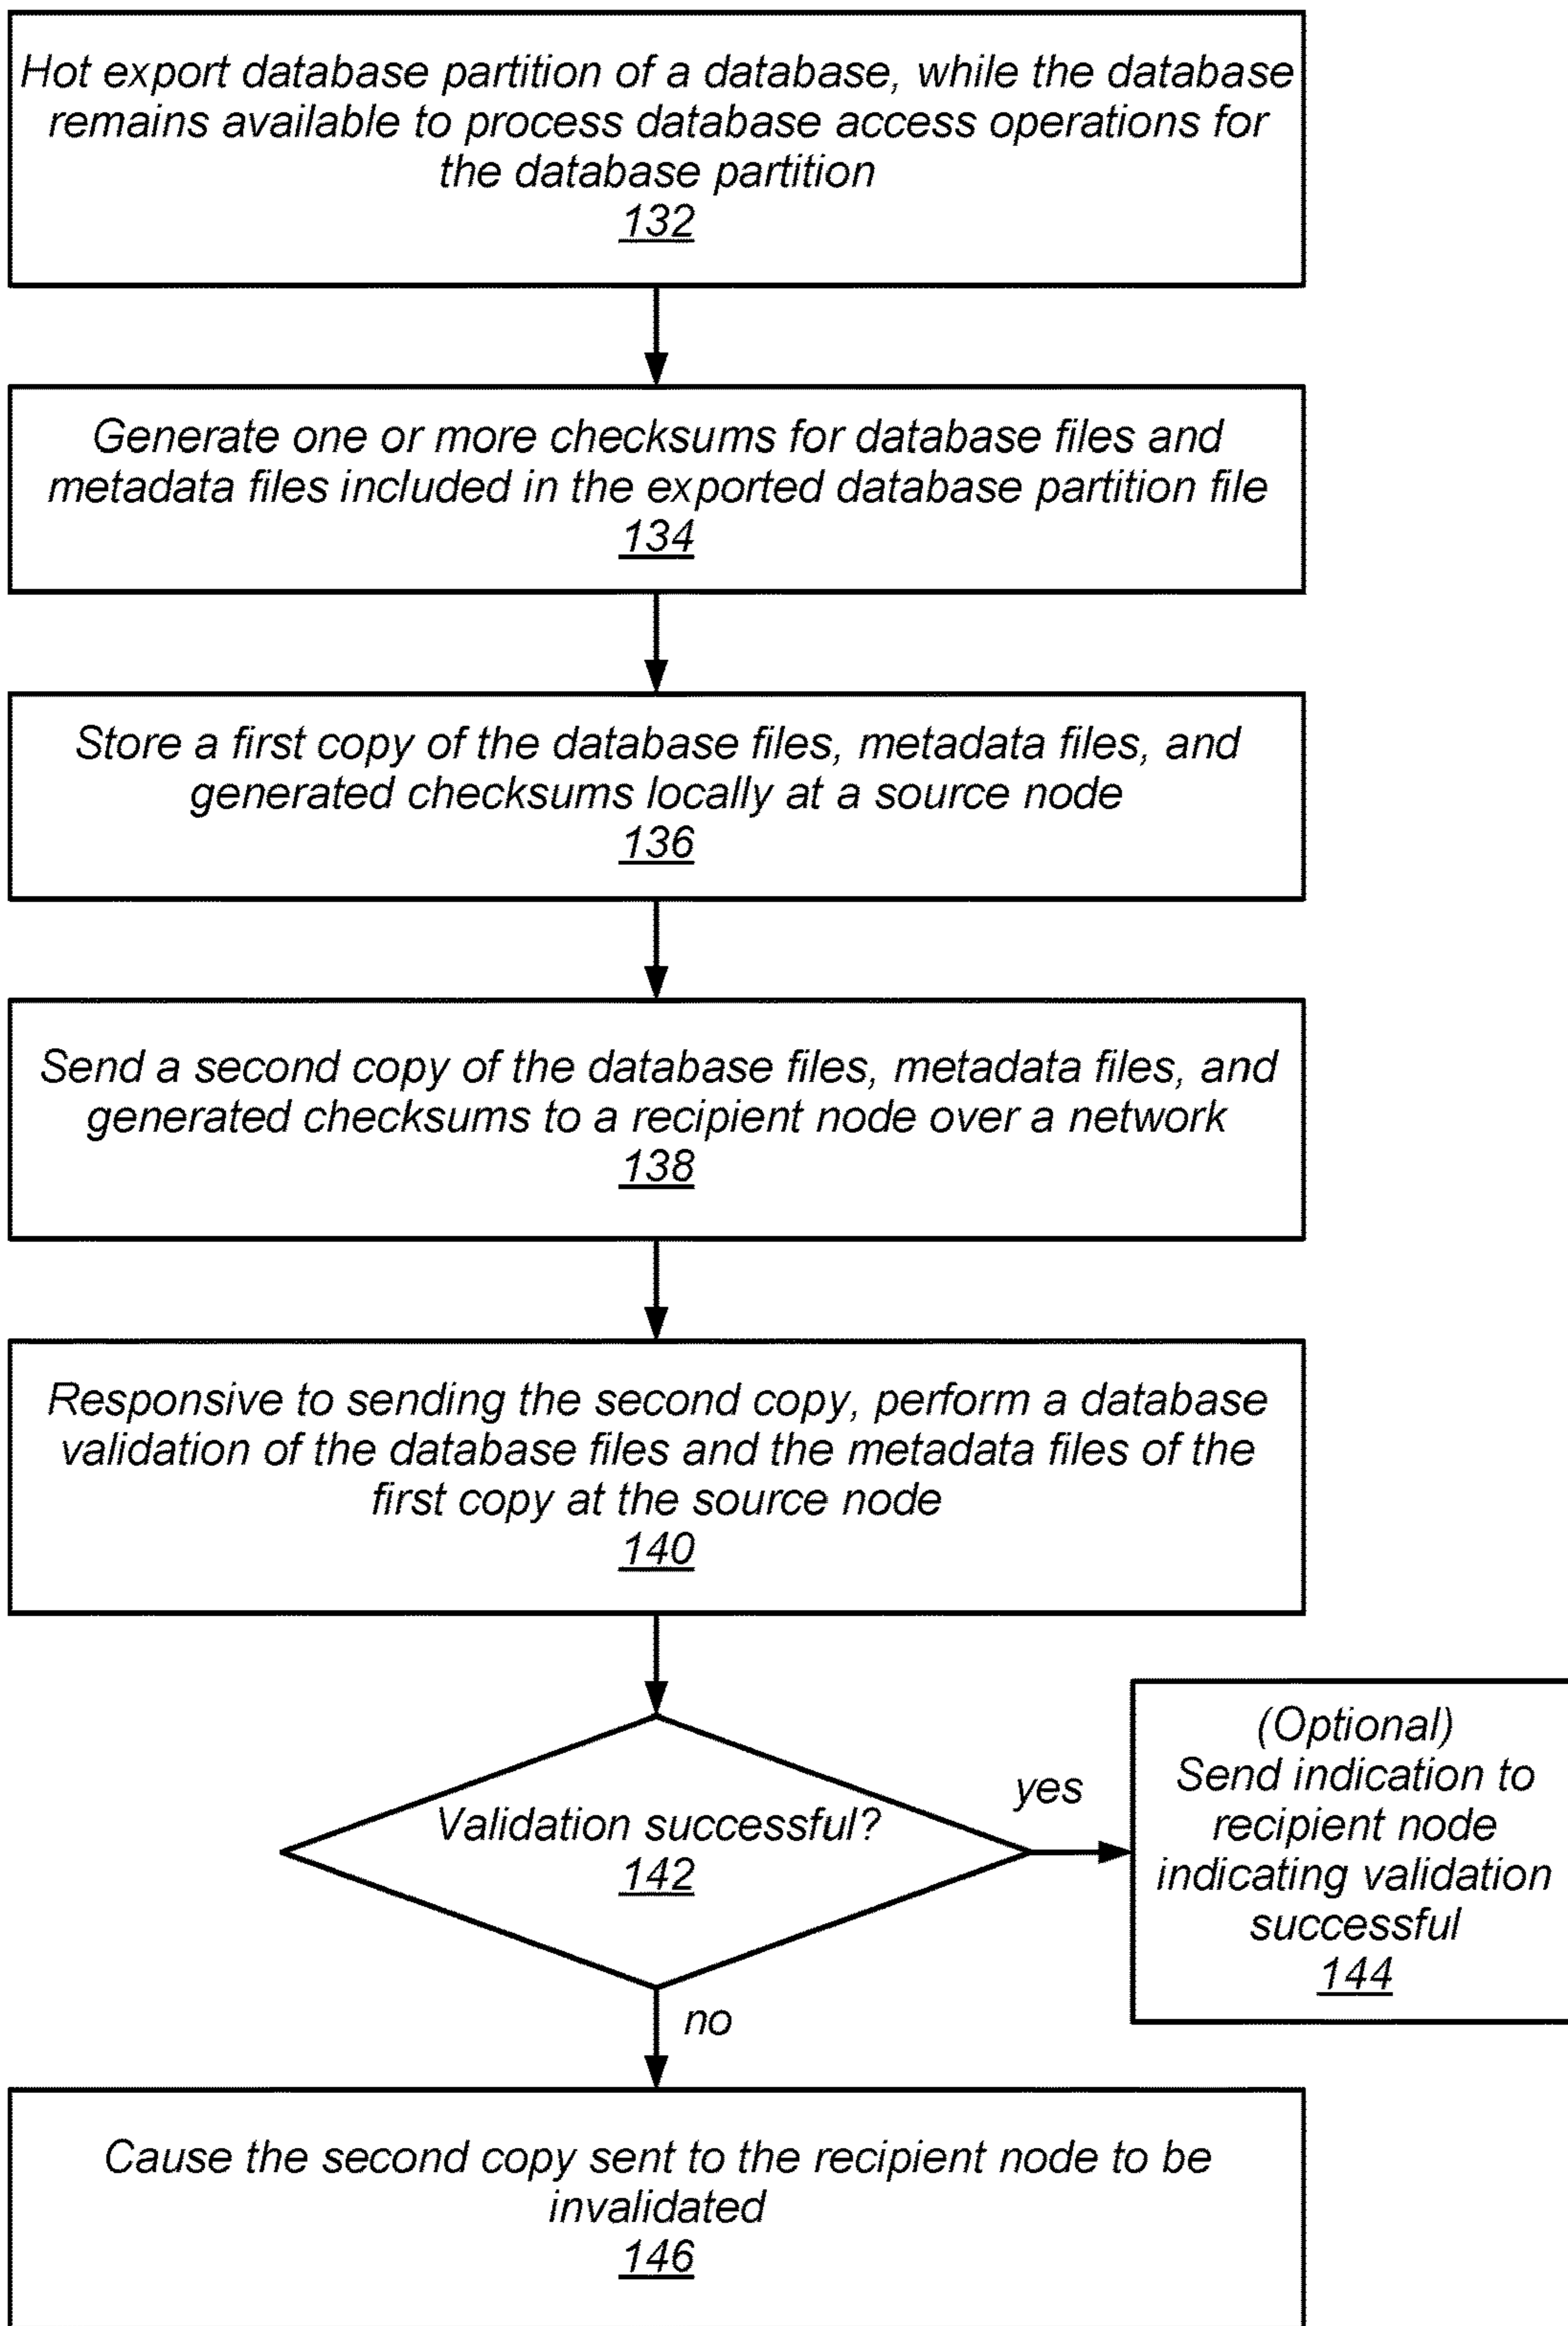 Hot export database partition of a database, while the database
remains available to process database access operations for
the database partition
132
Generate one or more checksums for database files and
metadata files included in the exported database partition file
134
Store a first copy of the database files, metadata files, and
generated checksums locally at a source node
136
Send a second copy of the database files, metadata files, and
generated checksums to a recipient node over a network
138
Responsive to sending the second copy, perform a database
validation of the database files and the metadata files of the
first copy at the source node
140
Validation successful?
142
yes
(Optional)
Send indication to
recipient node
indicating validation
successful
144
no
Cause the second copy sent to the recipient node to be
invalidated
146